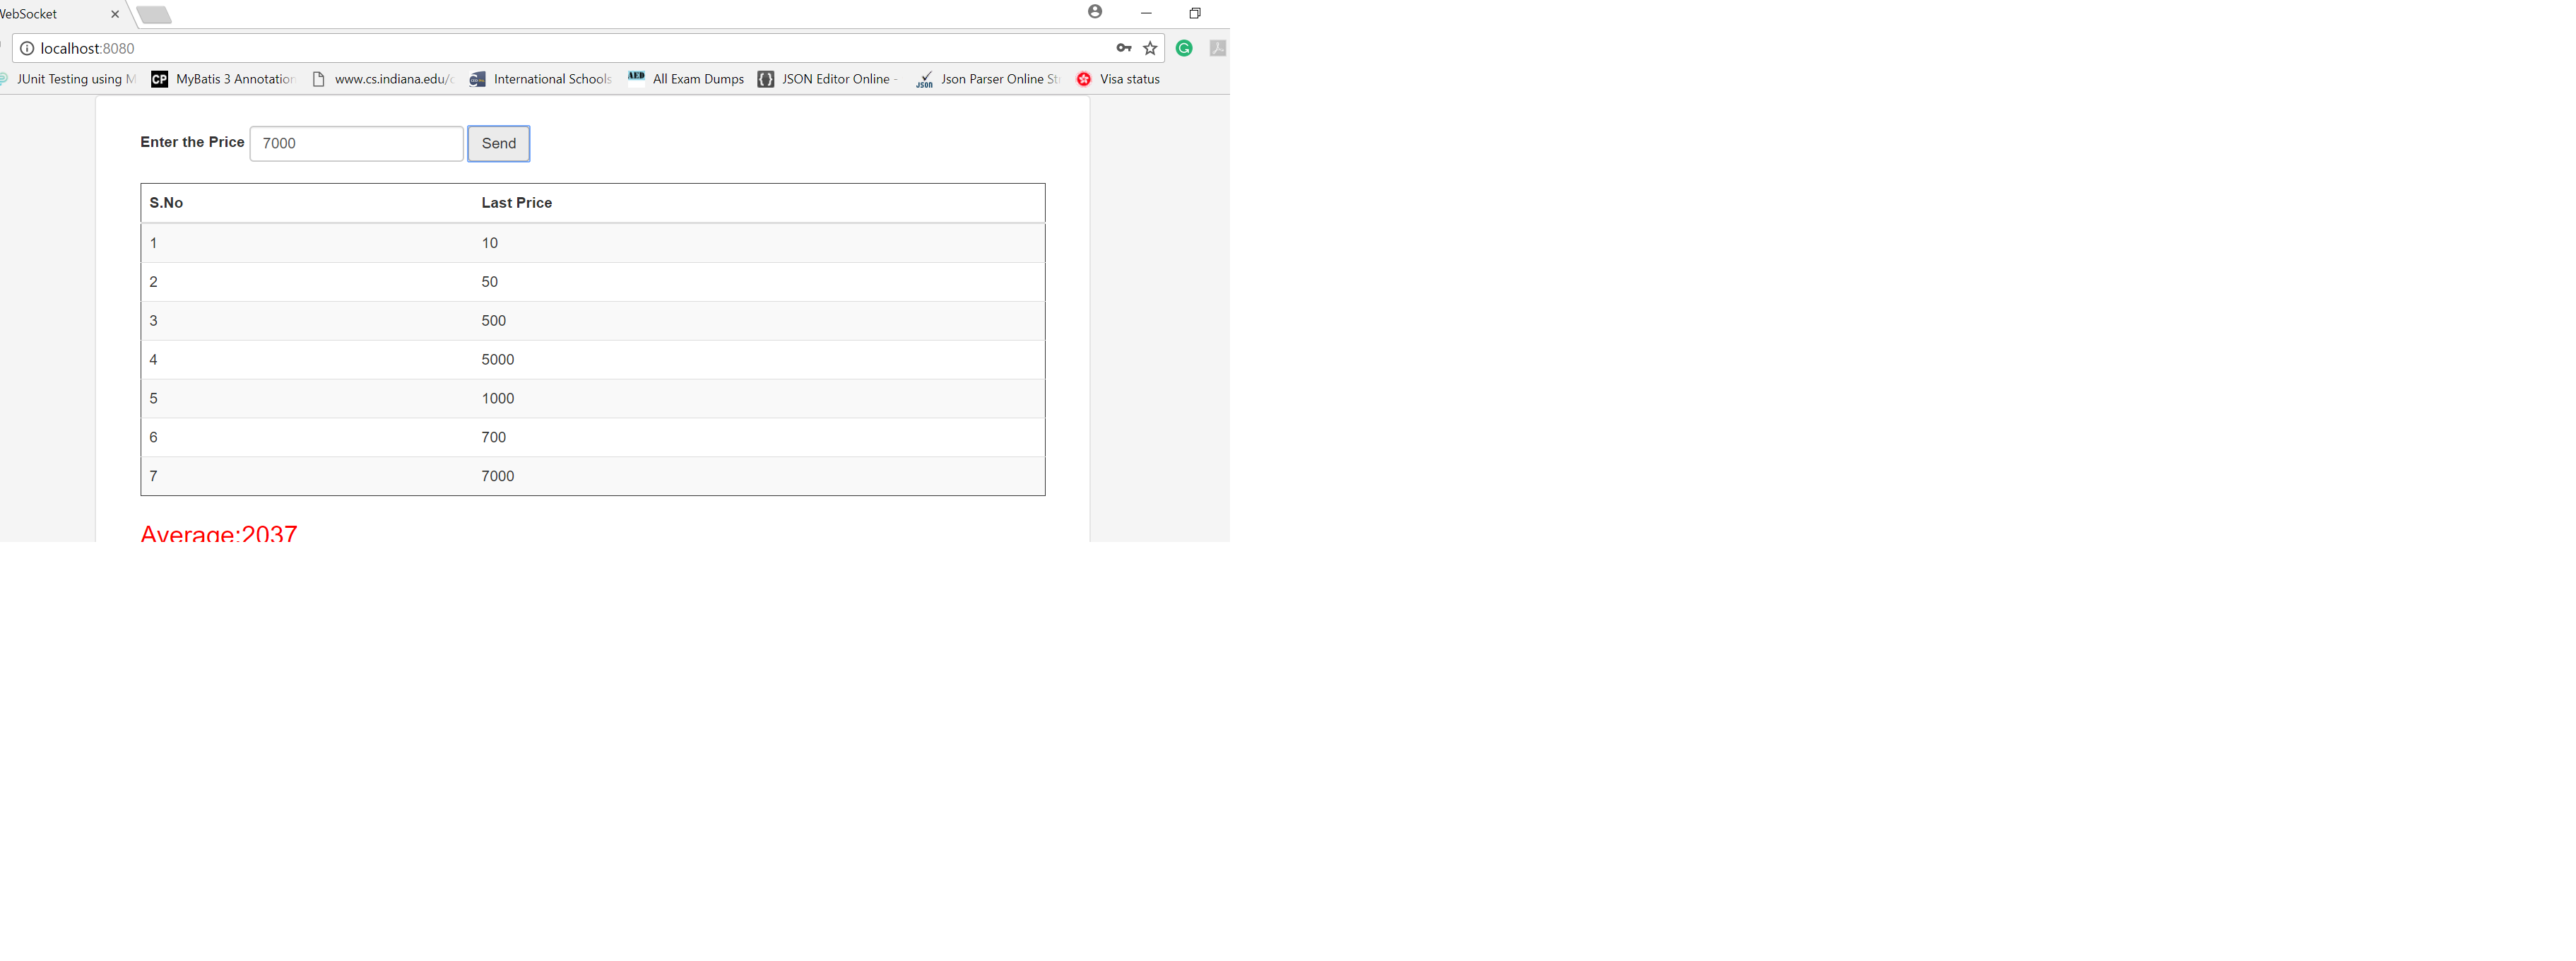 WebSocket
localhost:8080
JUnit Testing using M CP MyBatis 3 Annotation www.cs.indiana.edu/c International Schools AED All Exam Dumps {} JSON Editor Online - JSON Json Parser Online St Visa status
Enter the Price 7000 Send
S.No Last Price
1 10
2 50
3 500
4 5000
5 1000
6 700
7 7000
Average:2037